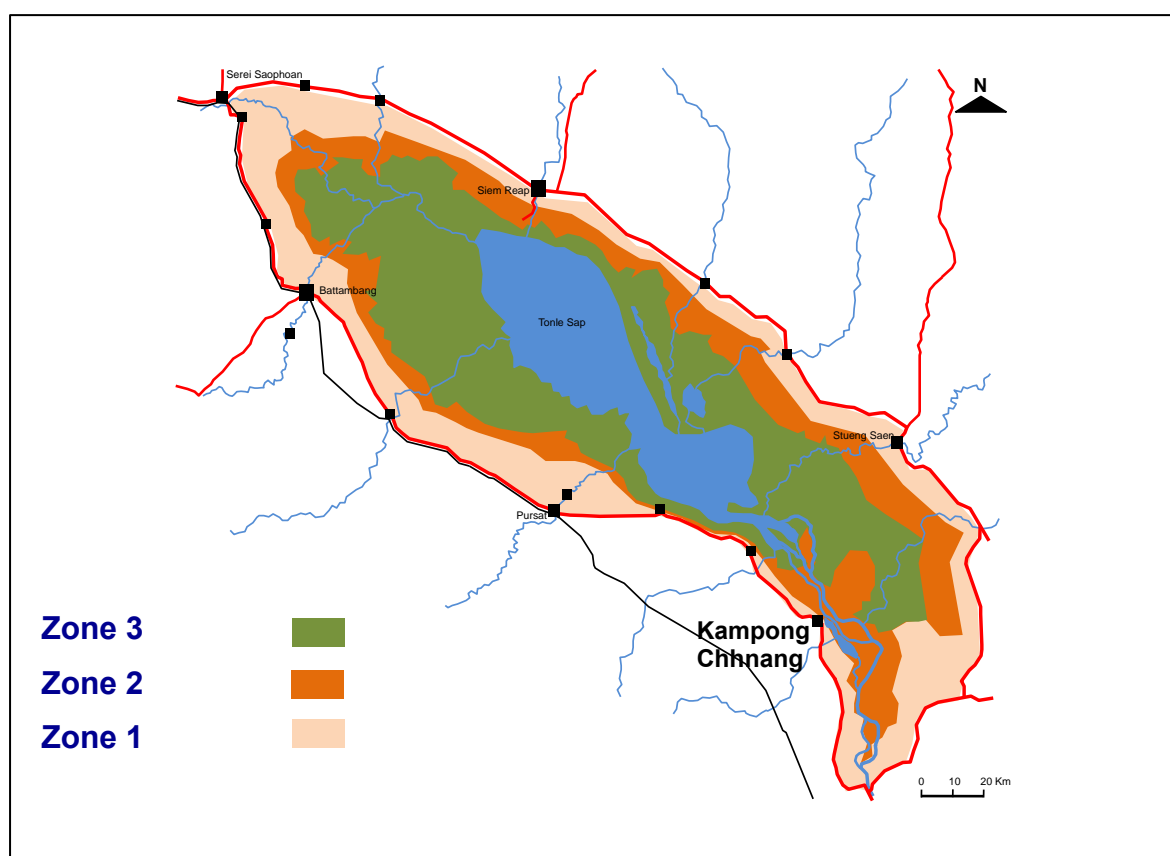 Serei Saophoan
N
Siem Reap
Battambang
Tonle Sap
Stueng Saen
Pursat
Kampong
Chhnang
Zone 3
Zone 2
Zone 1
0 10 20 Km